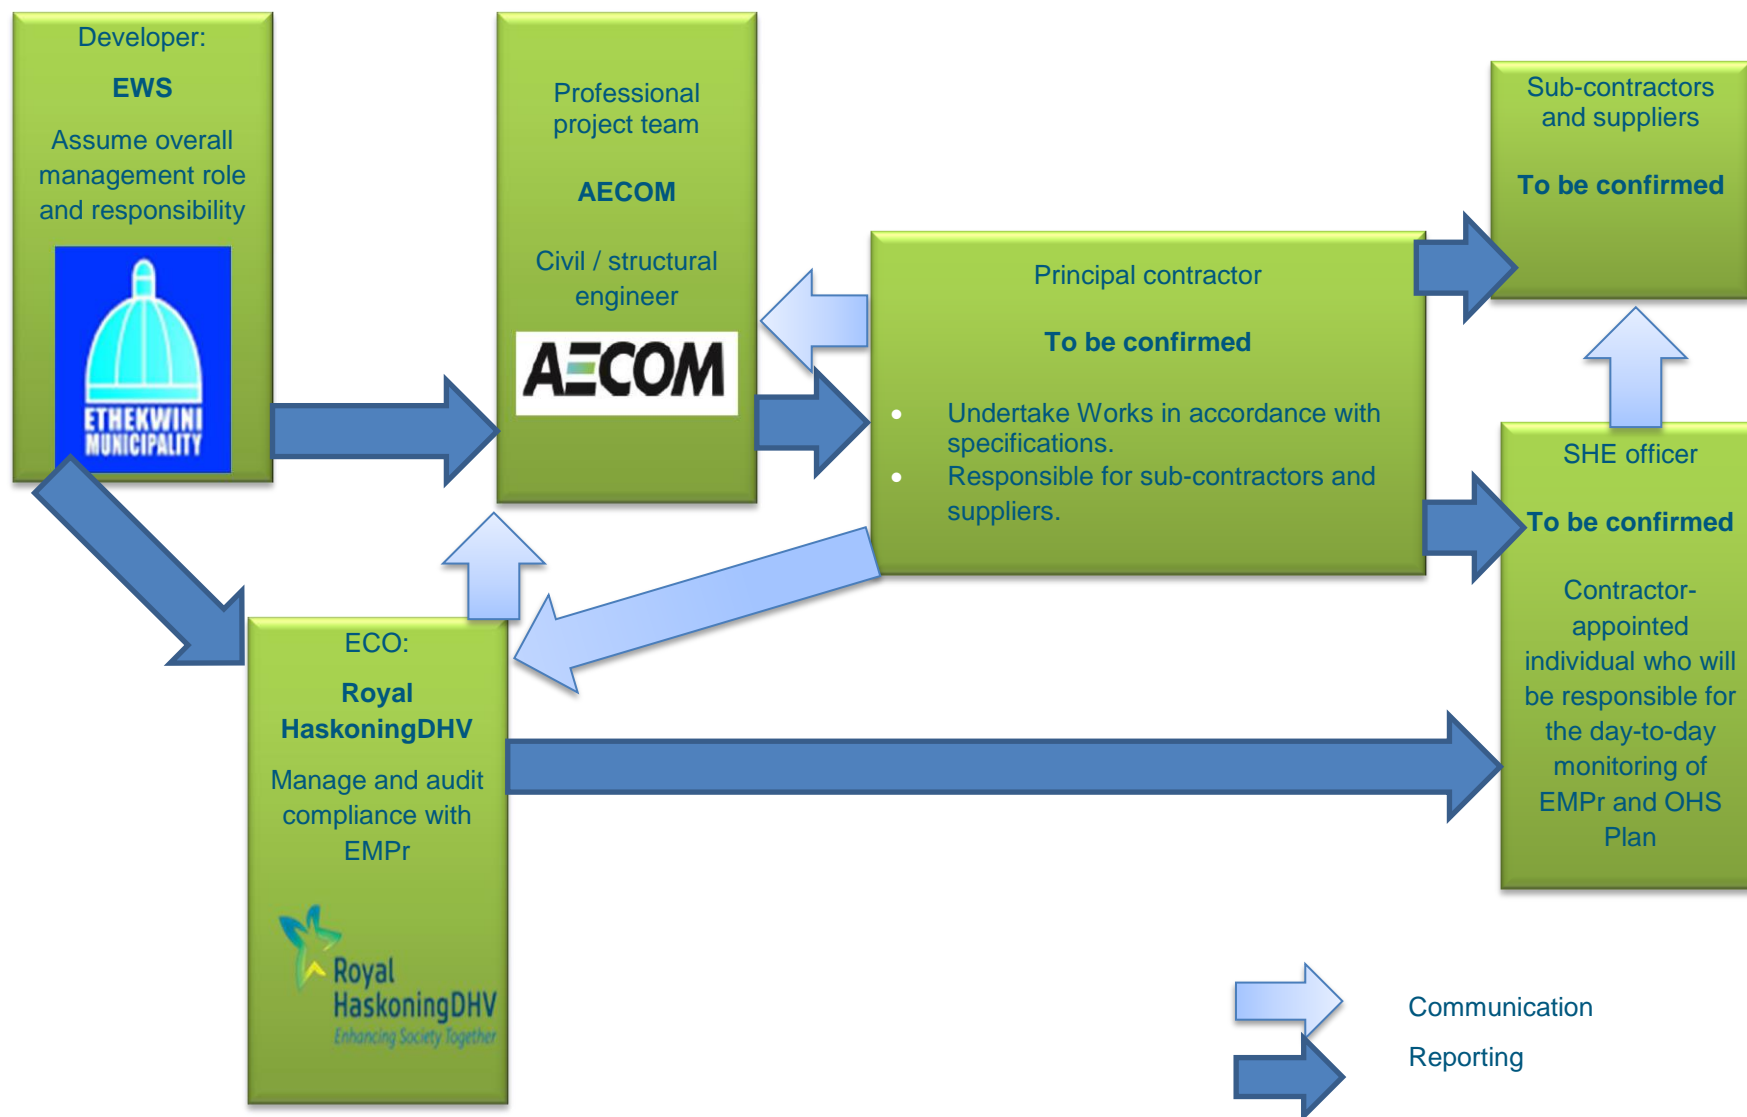 Developer:
EWS
Assume overall
management role
and responsibility
ETHEKWINI
MUNICIPALITY
Professional
project team
AECOM
Civil / structural
engineer
AECOM
Principal contractor
To be confirmed
• Undertake Works in accordance with
specifications.
• Responsible for sub-contractors and
suppliers.
Sub-contractors
and suppliers
To be confirmed
SHE officer
To be confirmed
Contractor-
appointed
individual who will
be responsible for
the day-to-day
monitoring of
EMPr and OHS
Plan
ECO:
Royal
HaskoningDHV
Manage and audit
compliance with
EMPr
Royal
HaskoningDHV
Enhancing Society Together
Communication
Reporting